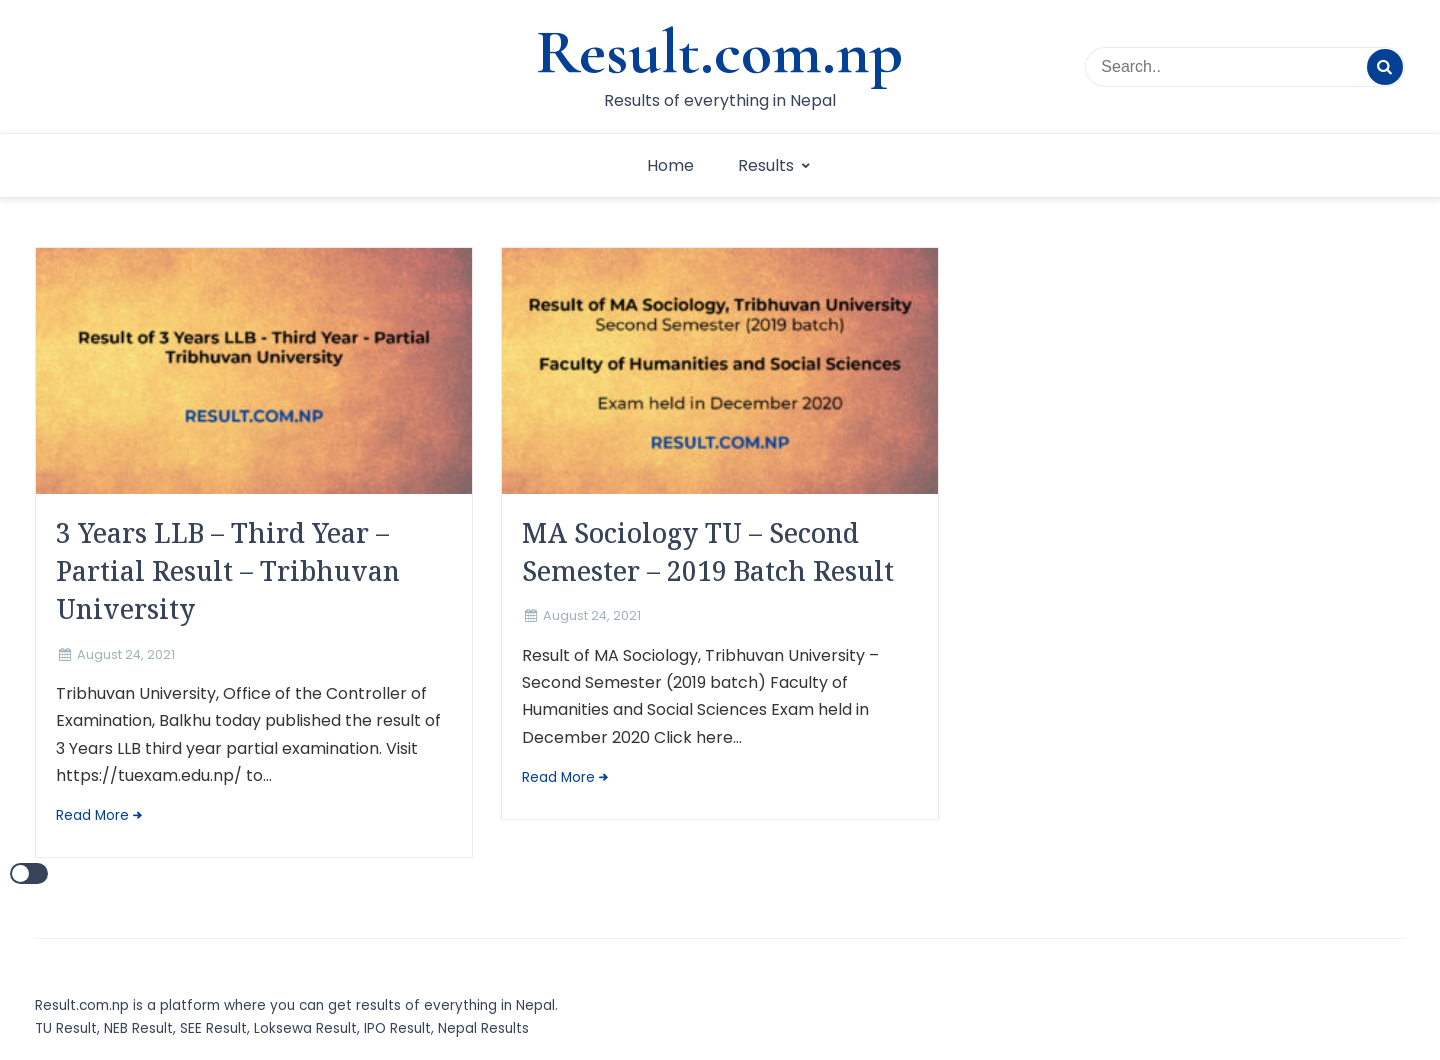 Result.com.np
Results of everything in Nepal
Search..
Home
Results
Result of 3 Years LLB - Third Year - Partial
Tribhuvan University
RESULT.COM.NP
3 Years LLB – Third Year –
Partial Result – Tribhuvan
University
August 24, 2021
Tribhuvan University, Office of the Controller of
Examination, Balkhu today published the result of
3 Years LLB third year partial examination. Visit
https://tuexam.edu.np/ to...
Read More
Result of MA Sociology, Tribhuvan University
Second Semester (2019 batch)
Faculty of Humanities and Social Sciences
Exam held in December 2020
RESULT.COM.NP
MA Sociology TU – Second
Semester – 2019 Batch Result
August 24, 2021
Result of MA Sociology, Tribhuvan University –
Second Semester (2019 batch) Faculty of
Humanities and Social Sciences Exam held in
December 2020 Click here...
Read More
Result.com.np is a platform where you can get results of everything in Nepal.
TU Result, NEB Result, SEE Result, Loksewa Result, IPO Result, Nepal Results